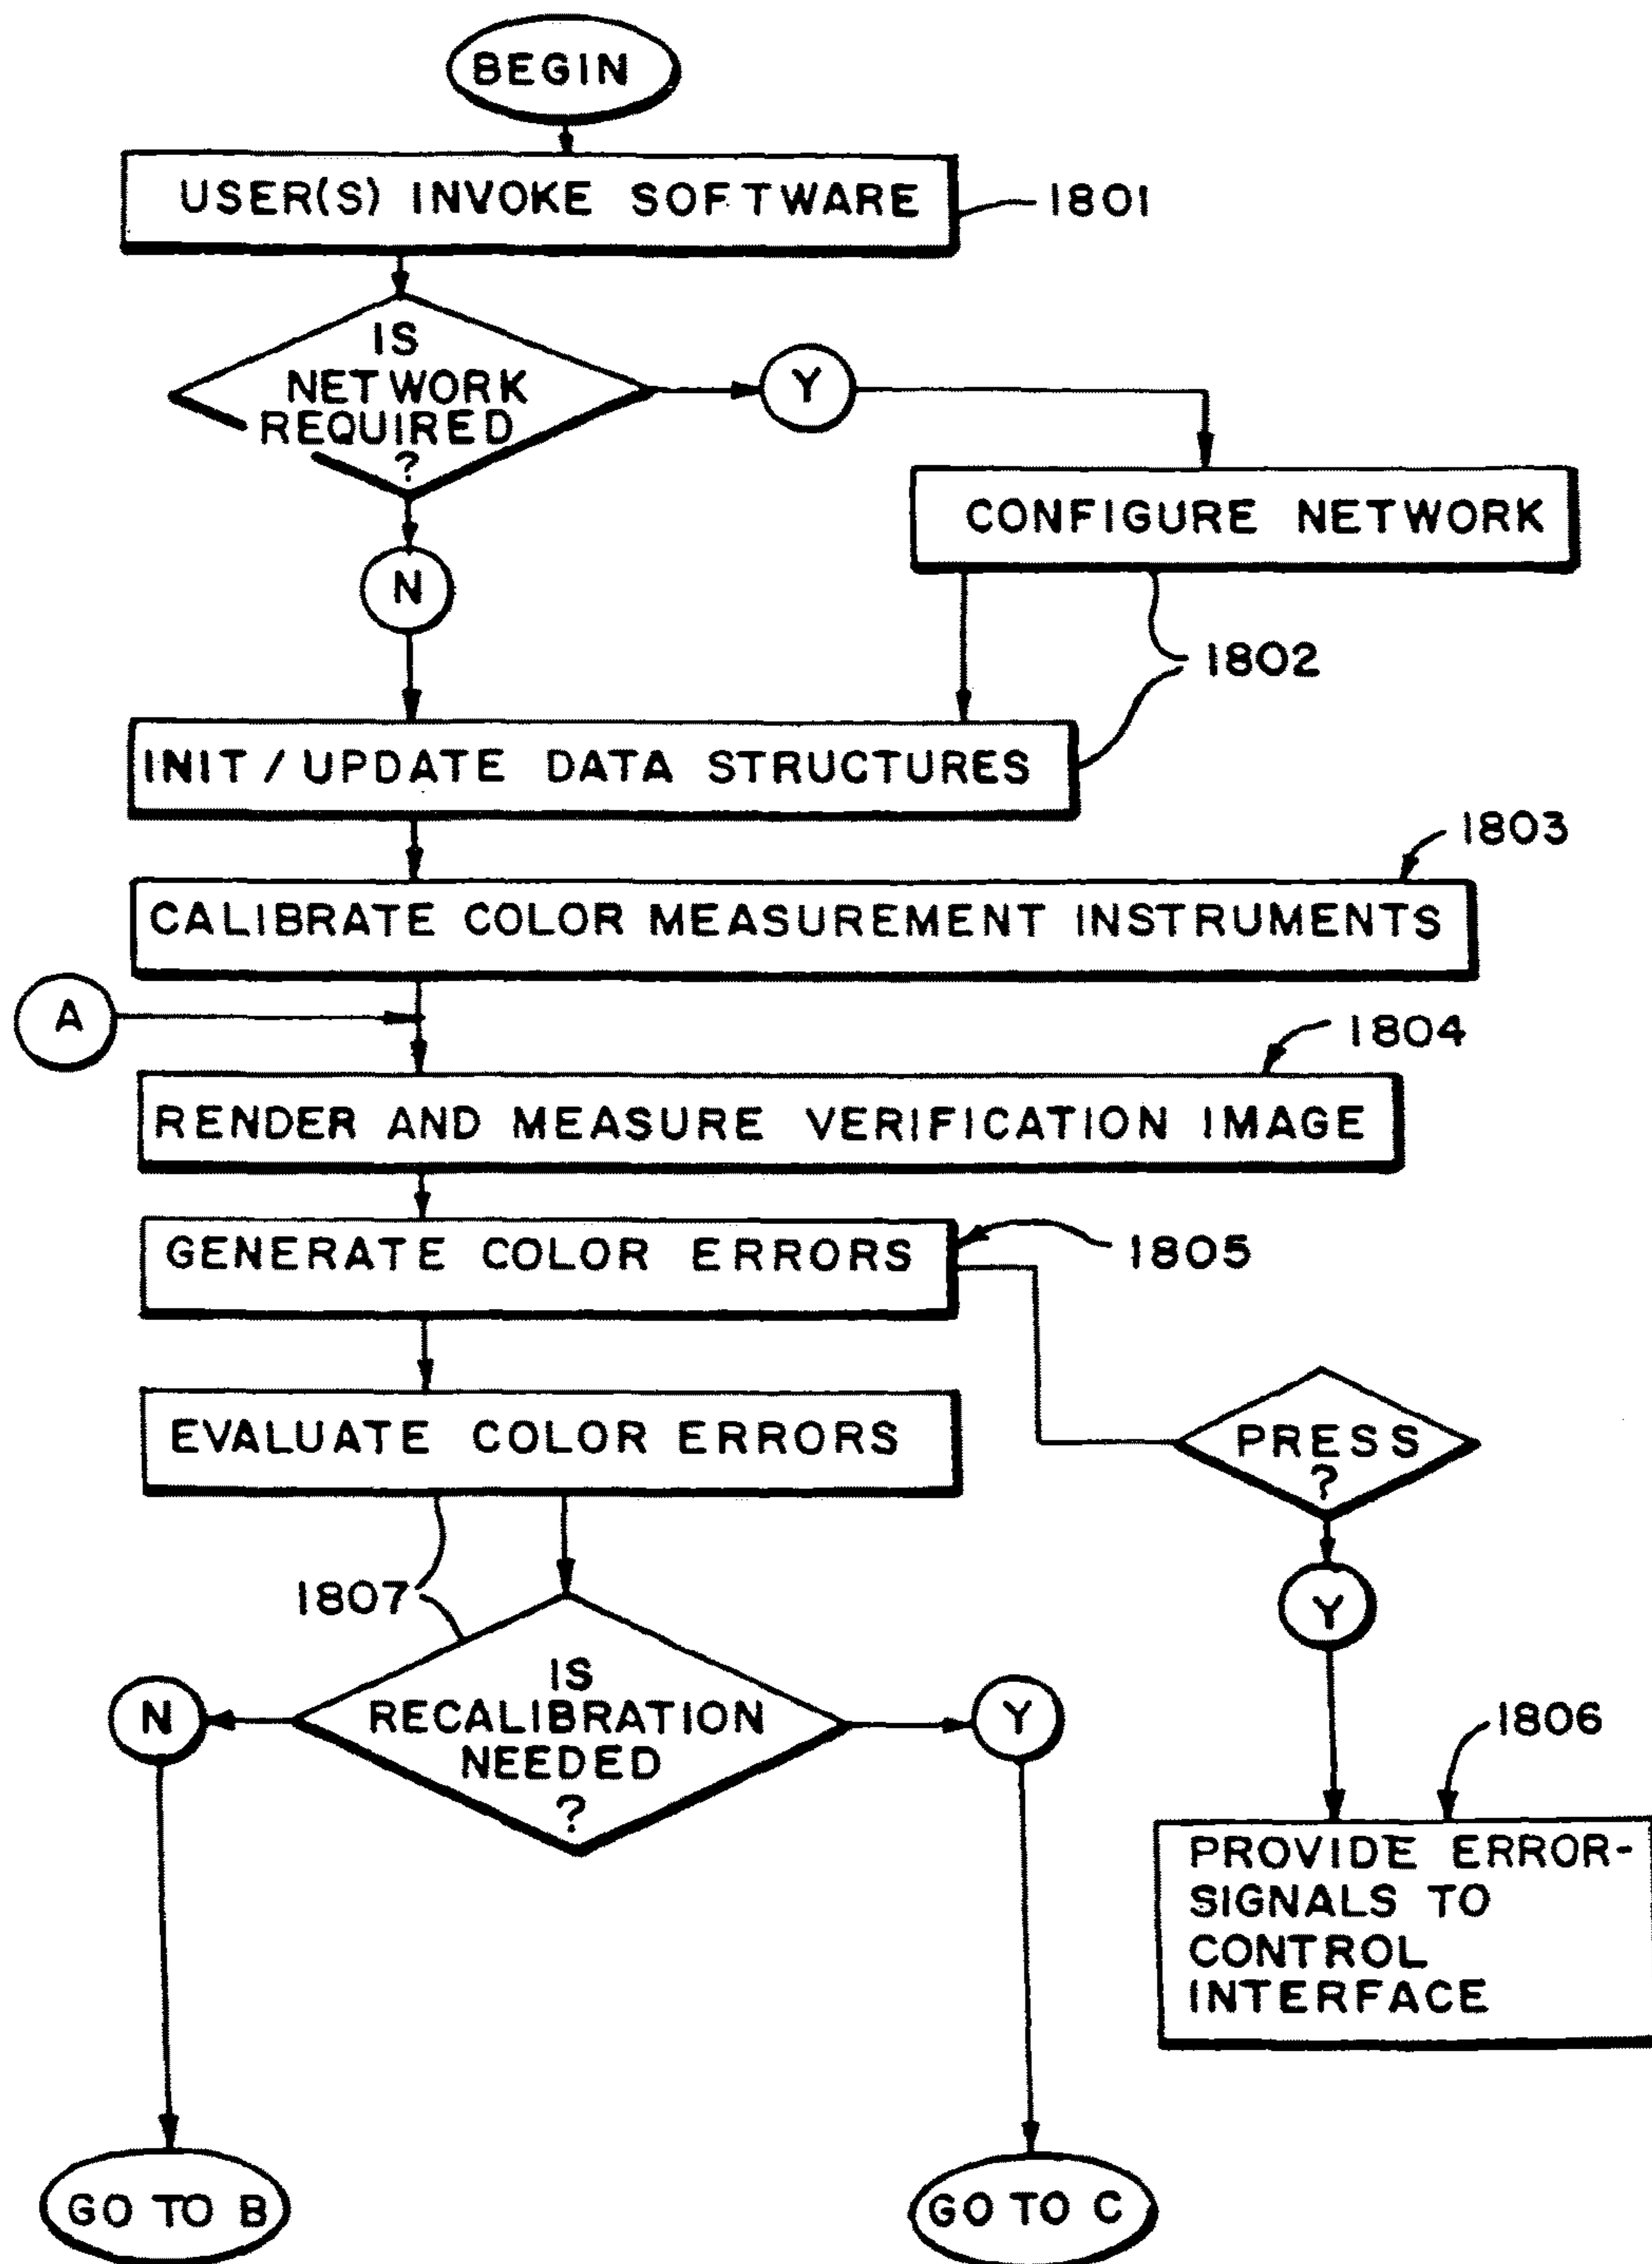 BEGIN
USER(S) INVOKE SOFTWARE
1801
IS
NETWORK
REQUIRED
?
Y
CONFIGURE NETWORK
N
1802
INIT / UPDATE DATA STRUCTURES
1803
CALIBRATE COLOR MEASUREMENT INSTRUMENTS
A
1804
RENDER AND MEASURE VERIFICATION IMAGE
GENERATE COLOR ERRORS
1805
EVALUATE COLOR ERRORS
PRESS
?
Y
1807
IS
RECALIBRATION
NEEDED
?
N
Y
1806
PROVIDE ERROR-
SIGNALS TO
CONTROL
INTERFACE
GO TO B
GO TO C